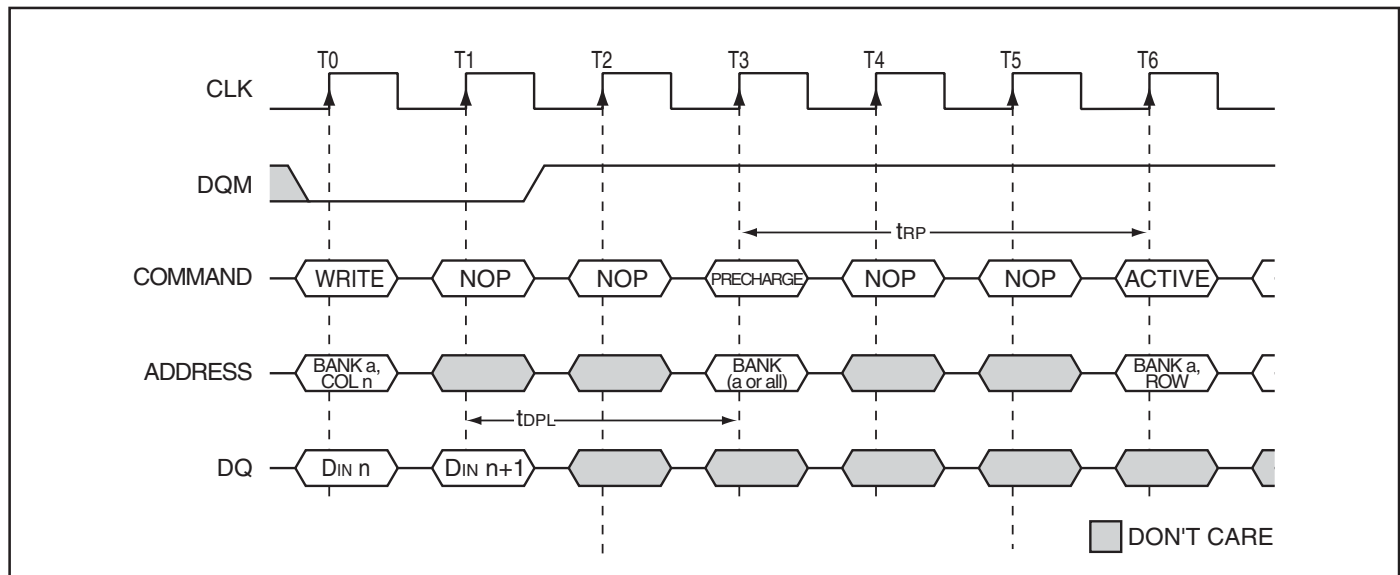 T0 T1 T2 T3 T4 T5 T6
CLK
DQM
tRP
COMMAND WRITE NOP NOP PRECHARGE NOP NOP ACTIVE
ADDRESS BANK a, COL n BANK (a or all) BANK a, ROW
tDPL
DQ DIN n DIN n+1
DON'T CARE